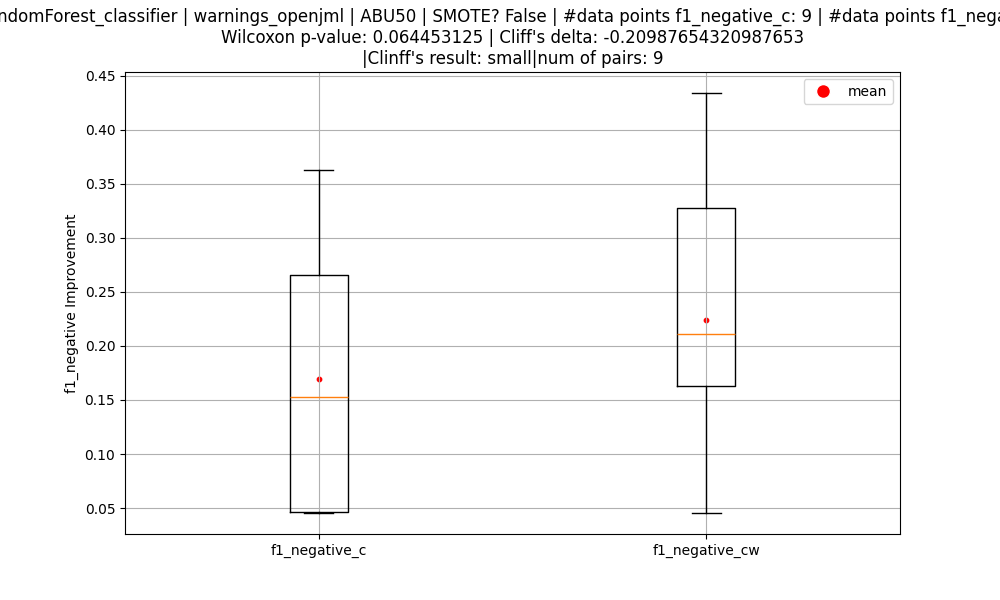 ndomForest_classifier | warnings_openjml | ABU50 | SMOTE? False | #data points f1_negative_c: 9 | #data points f1_nega
Wilcoxon p-value: 0.064453125 | Cliff's delta: -0.20987654320987653
|Clinff's result: small|num of pairs: 9
mean
0.45
0.40
0.35
0.30
0.25
0.20
0.15
0.10
0.05
f1_negative Improvement
f1_negative_c
f1_negative_cw